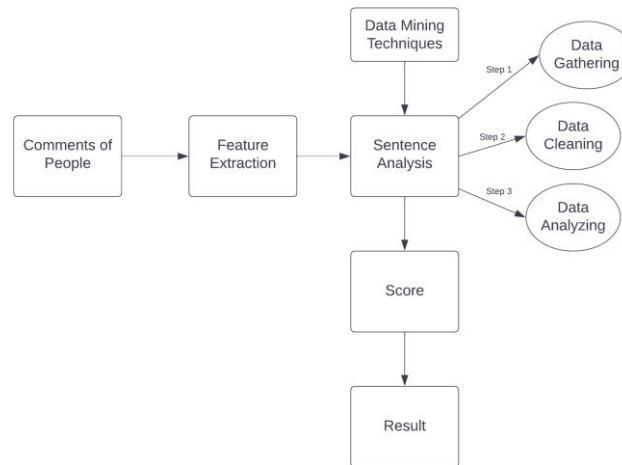 Data Mining
Techniques
Data
Gathering
Step 1
Comments of
People
Feature
Extraction
Sentence
Analysis
Step 2
Data
Cleaning
Step 3
Data
Analyzing
Score
Result